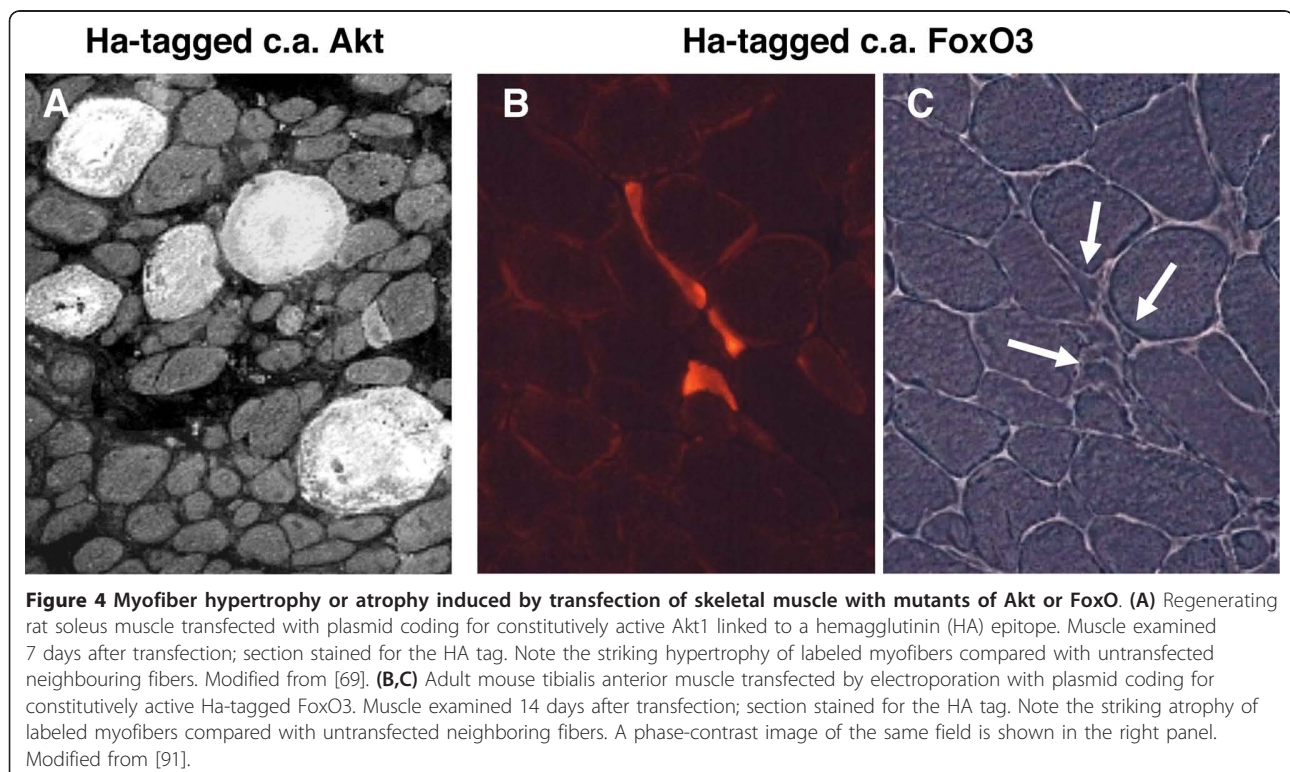 Ha-tagged c.a. Akt
Ha-tagged c.a. FoxO3
A
B
C
Figure 4 Myofiber hypertrophy or atrophy induced by transfection of skeletal muscle with mutants of Akt or FoxO. (A) Regenerating
rat soleus muscle transfected with plasmid coding for constitutively active Akt1 linked to a hemagglutinin (HA) epitope. Muscle examined
7 days after transfection; section stained for the HA tag. Note the striking hypertrophy of labeled myofibers compared with untransfected
neighbouring fibers. Modified from [69]. (B,C) Adult mouse tibialis anterior muscle transfected by electroporation with plasmid coding for
constitutively active Ha-tagged FoxO3. Muscle examined 14 days after transfection; section stained for the HA tag. Note the striking atrophy of
labeled myofibers compared with untransfected neighboring fibers. A phase-contrast image of the same field is shown in the right panel.
Modified from [91].